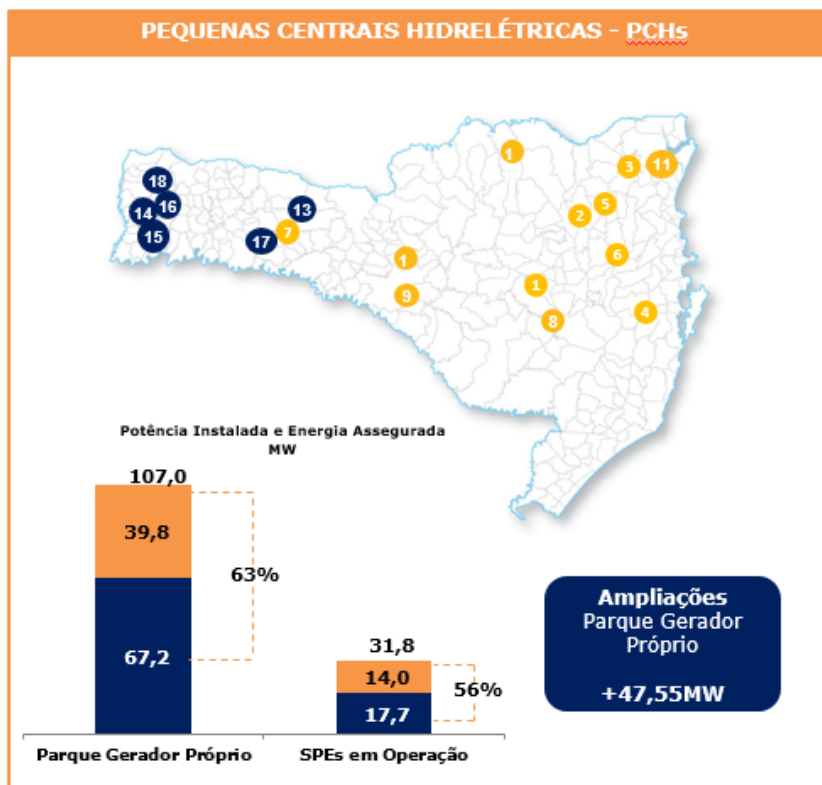 PEQUENAS CENTRAIS HIDRELÉTRICAS - PCHs
1
3
11
18
16
14
15
13
7
17
5
2
6
1
9
1
8
4
Potência Instalada e Energia Assegurada
MW
107,0
39,8
63%
67,2
31,8
14,0
56%
17,7
Parque Gerador Próprio
SPEs em Operação
Ampliações
Parque Gerador
Próprio
+47,55MW